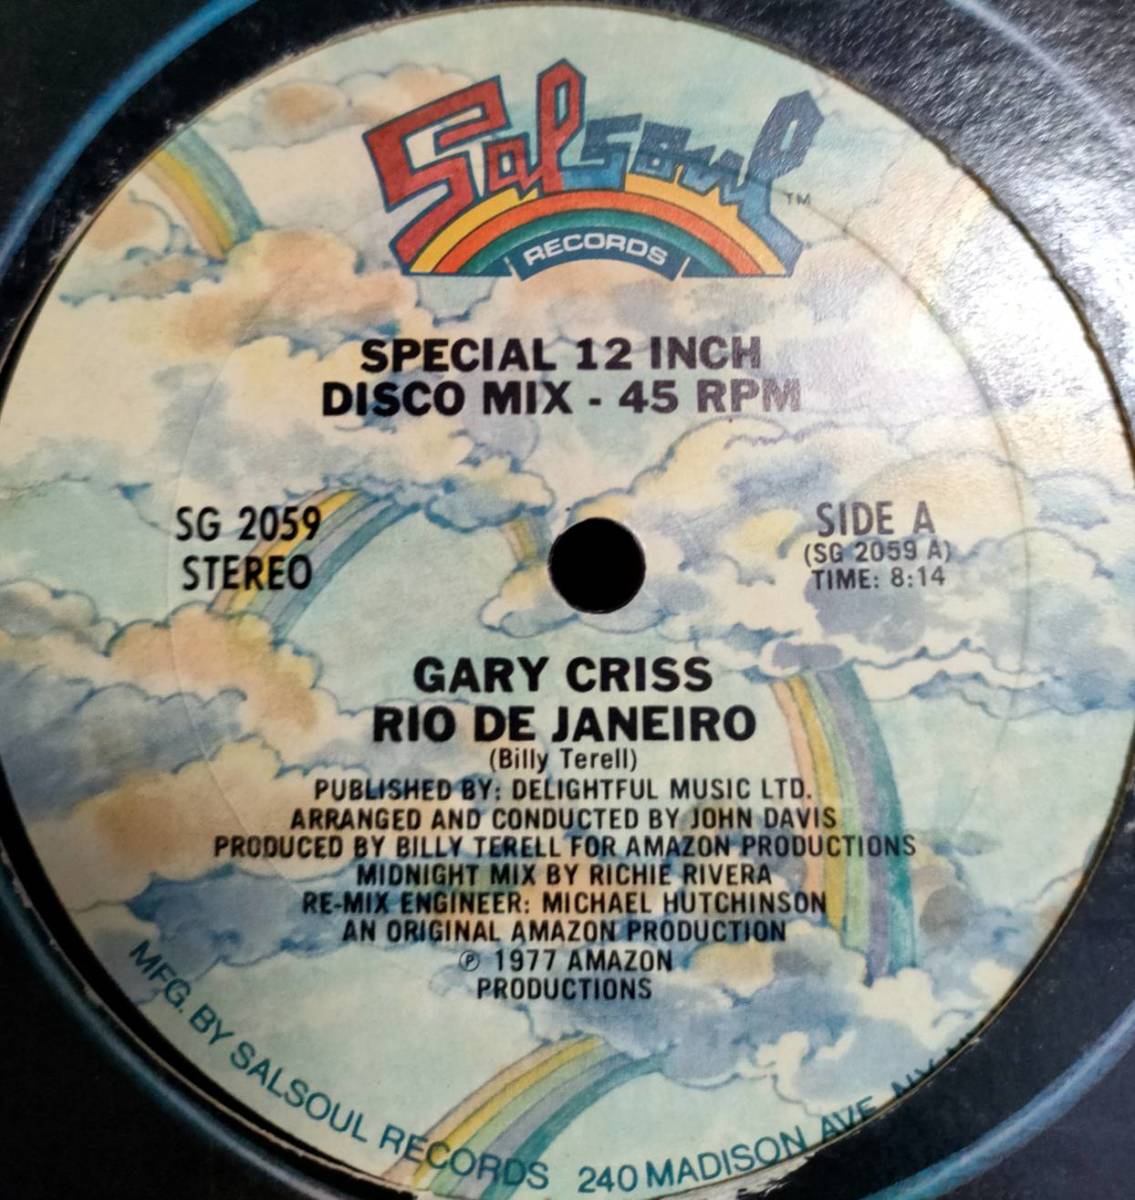 Salsoul
TM
RECORDS
SPECIAL 12 INCH
DISCO MIX - 45 RPM
SG 2059
STEREO
SIDE A
(SG 2059 A)
TIME: 8:14
GARY CRISS
RIO DE JANEIRO
(Billy Terell)
PUBLISHED BY: DELIGHTFUL MUSIC LTD.
ARRANGED AND CONDUCTED BY JOHN DAVIS
PRODUCED BY BILLY TERELL FOR AMAZON PRODUCTIONS
MIDNIGHT MIX BY RICHIE RIVERA
RE-MIX ENGINEER: MICHAEL HUTCHINSON
AN ORIGINAL AMAZON PRODUCTION
℗ 1977 AMAZON
PRODUCTIONS
MFG. BY SALSOUL RECORDS 240 MADISON AVE